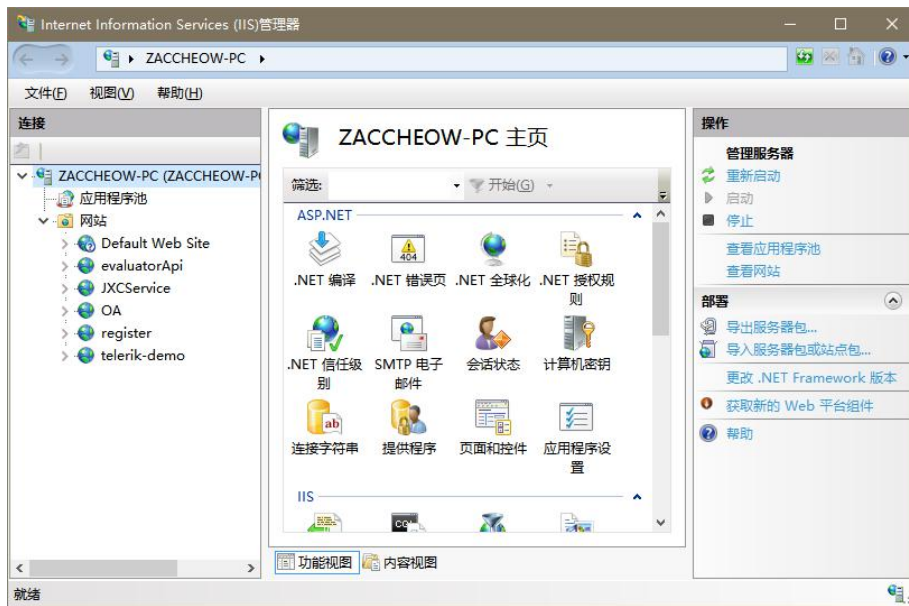 Internet Information Services (IIS)管理器
ZACCHEOW-PC
文件(F) 视图(V) 帮助(H)
连接
ZACCHEOW-PC (ZACCHEOW-P
应用程序池
网站
Default Web Site
evaluatorApi
JXCService
OA
register
telerik-demo
ZACCHEOW-PC 主页
筛选: 开始(G)
ASP.NET
.NET 编译 .NET 错误页 .NET 全球化 .NET 授权规
则
.NET 信任级 SMTP 电子 会话状态 计算机密钥
别 邮件
连接字符串 提供程序 页面和控件 应用程序设
置
IIS
功能视图 内容视图
操作
管理服务器
重新启动
启动
停止
查看应用程序池
查看网站
部署
导出服务器包...
导入服务器包或站点包...
更改 .NET Framework 版本
获取新的 Web 平台组件
帮助
就绪